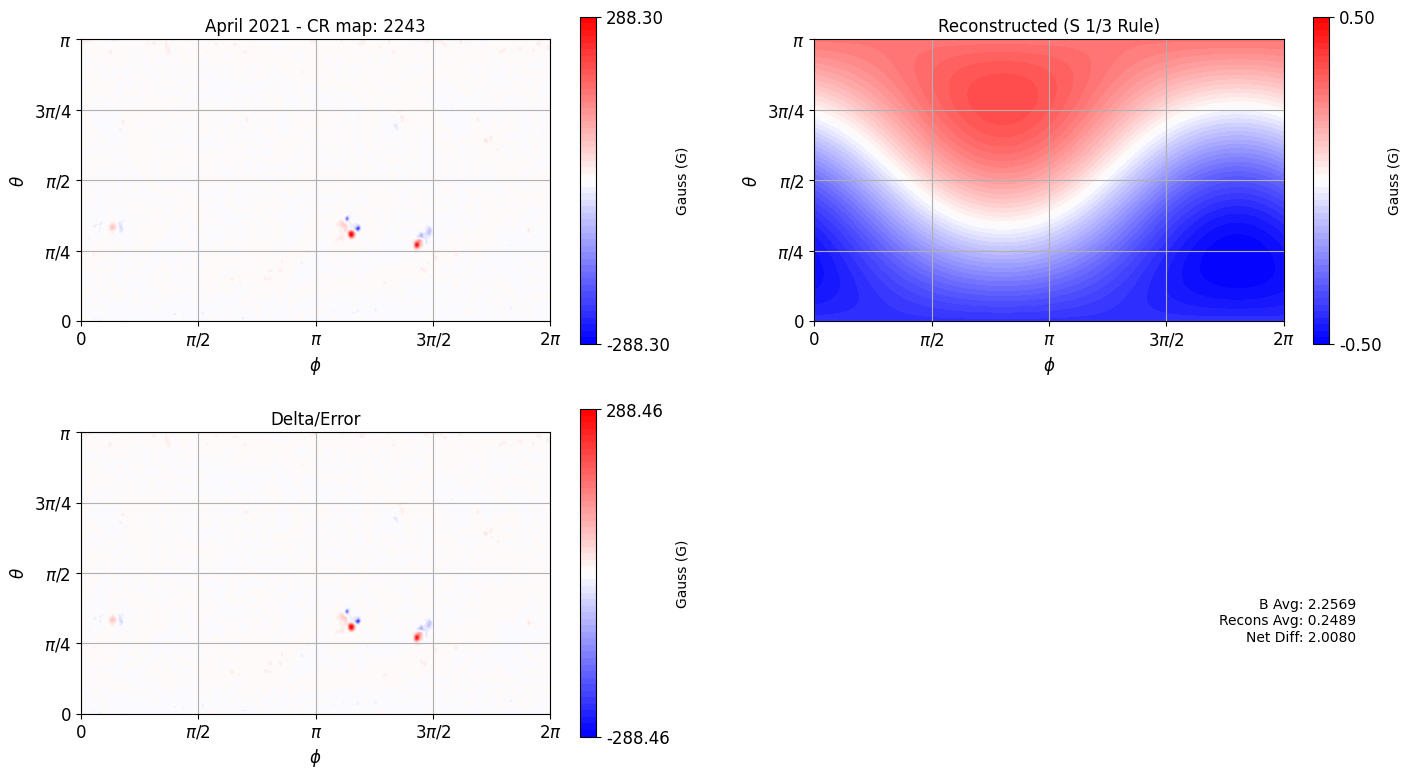 April 2021 - CR map: 2243
π
3π/4
π/2
π/4
0
θ
0
π/2
π
3π/2
2π
ϕ
288.30
-288.30
Gauss (G)
Reconstructed (S 1/3 Rule)
π
3π/4
π/2
π/4
0
θ
0
π/2
π
3π/2
2π
ϕ
0.50
-0.50
Gauss (G)
Delta/Error
π
3π/4
π/2
π/4
0
θ
0
π/2
π
3π/2
2π
ϕ
288.46
-288.46
Gauss (G)
B Avg: 2.2569
Recons Avg: 0.2489
Net Diff: 2.0080